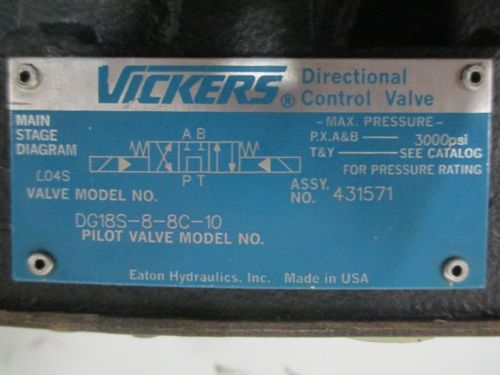 VICKERS® Directional Control Valve
MAIN STAGE DIAGRAM
A B
P T
- MAX. PRESSURE -
P.X.A&B — 3000psi
T&Y — SEE CATALOG
FOR PRESSURE RATING
L04S
VALVE MODEL NO.
ASSY. NO. 431571
DG18S-8-8C-10
PILOT VALVE MODEL NO.
Eaton Hydraulics, Inc. Made in USA